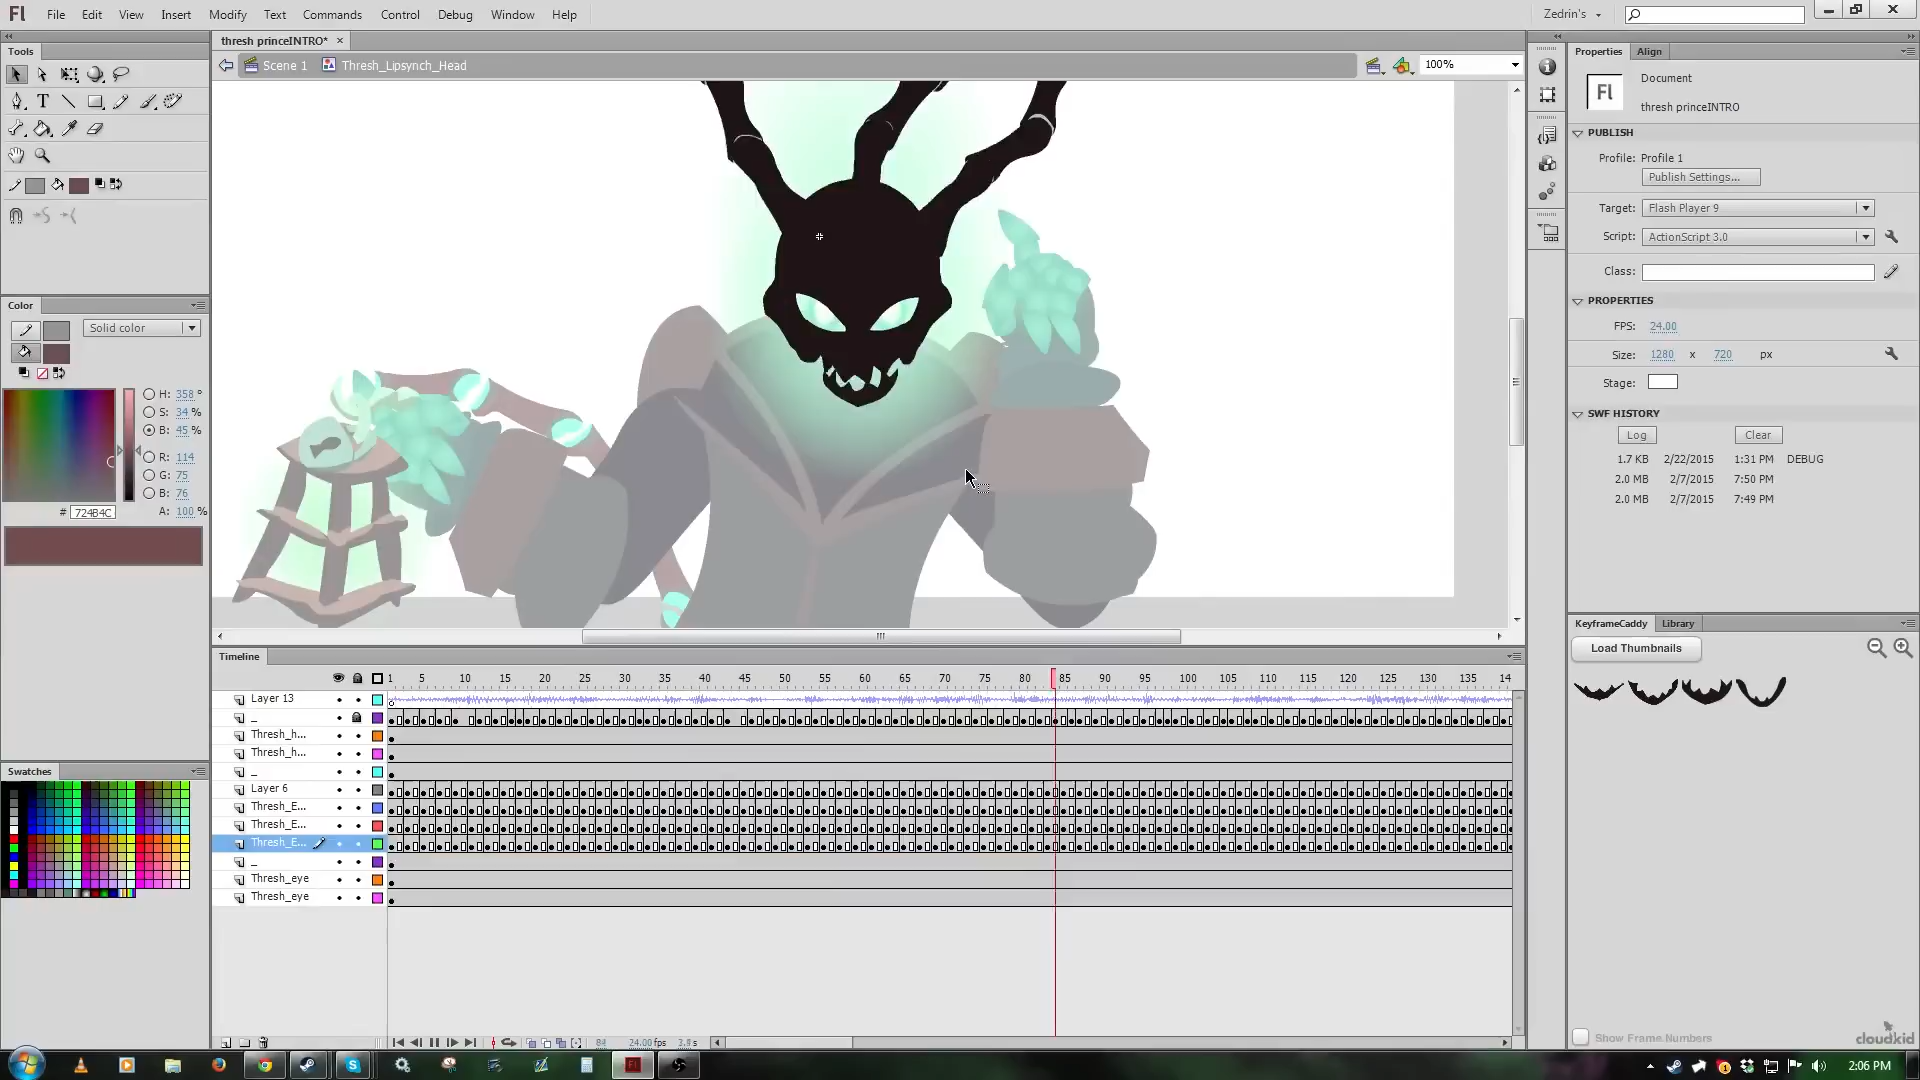 Fl File Edit View Insert Modify Text Commands Control Debug Window Help Zedrin's
Tools
thresh princeINTRO*
Scene 1 Thresh_Lipsynch_Head 100%
T
Color
Solid color
H: 358 °
S: 34 %
B: 45 %
R: 114
G: 75
B: 76
A: 100 %
# 724B4C
Swatches
Timeline
1 5 10 15 20 25 30 35 40 45 50 55 60 65 70 75 80 85 90 95 100 105 110 115 120 125 130 135 14
Layer 13
_
Thresh_h...
Thresh_h...
_
Layer 6
Thresh_E...
Thresh_E...
Thresh_E...
_
Thresh_eye
Thresh_eye
84 24.00 fps 3.5 s
Properties Align
Fl
Document
thresh princeINTRO
PUBLISH
Profile: Profile 1
Publish Settings...
Target: Flash Player 9
Script: ActionScript 3.0
Class:
PROPERTIES
FPS: 24.00
Size: 1280 x 720 px
Stage:
SWF HISTORY
Log Clear
1.7 KB 2/22/2015 1:31 PM DEBUG
2.0 MB 2/7/2015 7:50 PM
2.0 MB 2/7/2015 7:49 PM
KeyframeCaddy Library
Load Thumbnails
Show Frame Numbers
cloudkid
Fl
2:06 PM